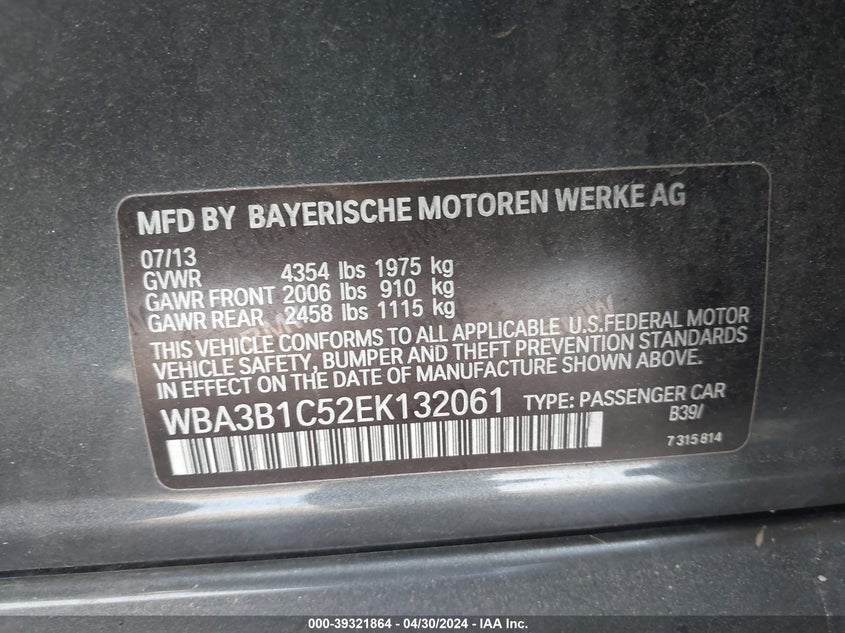 MFD BY BAYERISCHE MOTOREN WERKE AG
07/13
GVWR 4354 lbs 1975 kg
GAWR FRONT 2006 lbs 910 kg
GAWR REAR 2458 lbs 1115 kg
THIS VEHICLE CONFORMS TO ALL APPLICABLE U.S.FEDERAL MOTOR
VEHICLE SAFETY, BUMPER AND THEFT PREVENTION STANDARDS
IN EFFECT ON THE DATE OF MANUFACTURE SHOWN ABOVE.
WBA3B1C52EK132061 TYPE: PASSENGER CAR
B39/
7 315 814
000-39321864 - 04/30/2024 - IAA Inc.